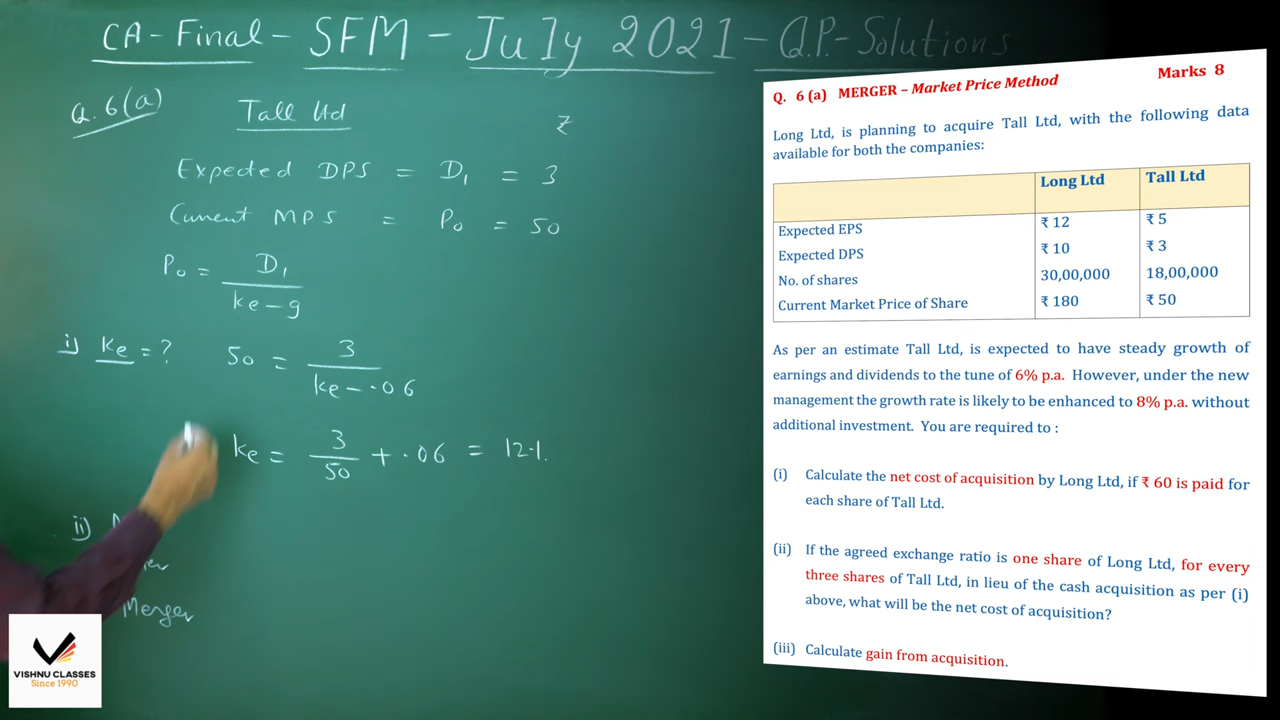 CA-Final - SFM - July 2021 - Q.P.- Solutions
Q. 6(a) Tall Ltd ₹
Expected DPS = D₁ = 3
Current MPS = P₀ = 50
P₀ = D₁ / ke - g
i) ke = ? 50 = 3 / ke - .06
ke = 3/50 + .06 = 12%
ii)
Merger
Q. 6 (a) MERGER – Market Price Method Marks 8
Long Ltd, is planning to acquire Tall Ltd, with the following data
available for both the companies:
Long Ltd Tall Ltd
Expected EPS ₹ 12 ₹ 5
Expected DPS ₹ 10 ₹ 3
No. of shares 30,00,000 18,00,000
Current Market Price of Share ₹ 180 ₹ 50
As per an estimate Tall Ltd, is expected to have steady growth of
earnings and dividends to the tune of 6% p.a. However, under the new
management the growth rate is likely to be enhanced to 8% p.a. without
additional investment. You are required to :
(i) Calculate the net cost of acquisition by Long Ltd, if ₹ 60 is paid for
each share of Tall Ltd.
(ii) If the agreed exchange ratio is one share of Long Ltd, for every
three shares of Tall Ltd, in lieu of the cash acquisition as per (i)
above, what will be the net cost of acquisition?
(iii) Calculate gain from acquisition.
VISHNU CLASSES
Since 1990